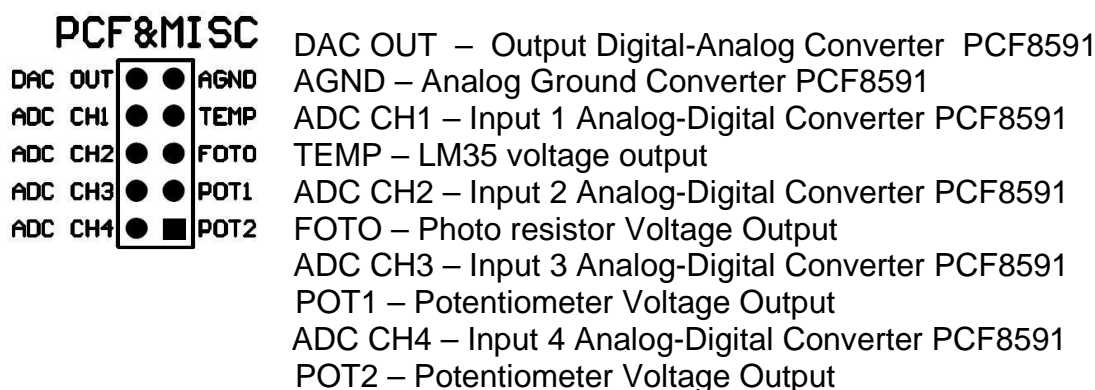 PCF&MISC
DAC OUT AGND
ADC CH1 TEMP
ADC CH2 FOTO
ADC CH3 POT1
ADC CH4 POT2
DAC OUT – Output Digital-Analog Converter PCF8591
AGND – Analog Ground Converter PCF8591
ADC CH1 – Input 1 Analog-Digital Converter PCF8591
TEMP – LM35 voltage output
ADC CH2 – Input 2 Analog-Digital Converter PCF8591
FOTO – Photo resistor Voltage Output
ADC CH3 – Input 3 Analog-Digital Converter PCF8591
POT1 – Potentiometer Voltage Output
ADC CH4 – Input 4 Analog-Digital Converter PCF8591
POT2 – Potentiometer Voltage Output